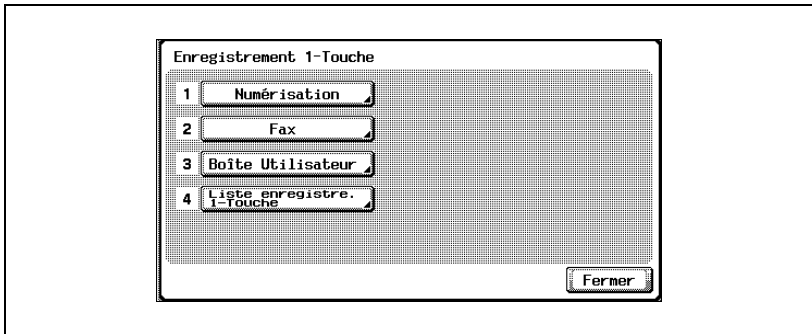 Enregistrement 1-Touche
1 Numérisation
2 Fax
3 Boîte Utilisateur
4 Liste enregistre.
1-Touche
Fermer